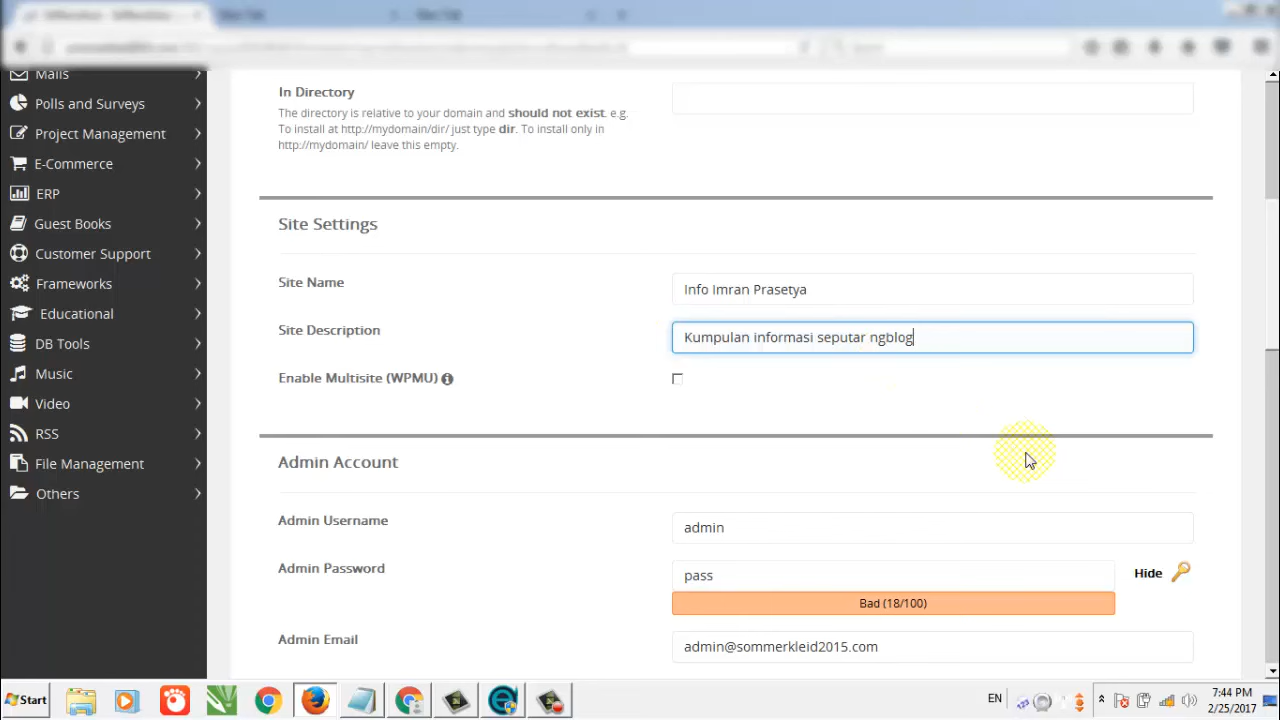 Search
Mails
Polls and Surveys
Project Management
E-Commerce
ERP
Guest Books
Customer Support
Frameworks
Educational
DB Tools
Music
Video
RSS
File Management
Others
In Directory
The directory is relative to your domain and should not exist. e.g.
To install at http://mydomain/dir/ just type dir. To install only in
http://mydomain/ leave this empty.
Site Settings
Site Name
Info Imran Prasetya
Site Description
Kumpulan informasi seputar ngblog
Enable Multisite (WPMU)
Admin Account
Admin Username
admin
Admin Password
pass
Hide
Bad (18/100)
Admin Email
admin@sommerkleid2015.com
Start
EN
7:44 PM
2/25/2017